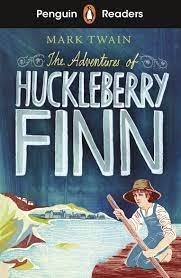 Penguin Readers
MARK TWAIN
The Adventures of
HUCKLEBERRY
FINN